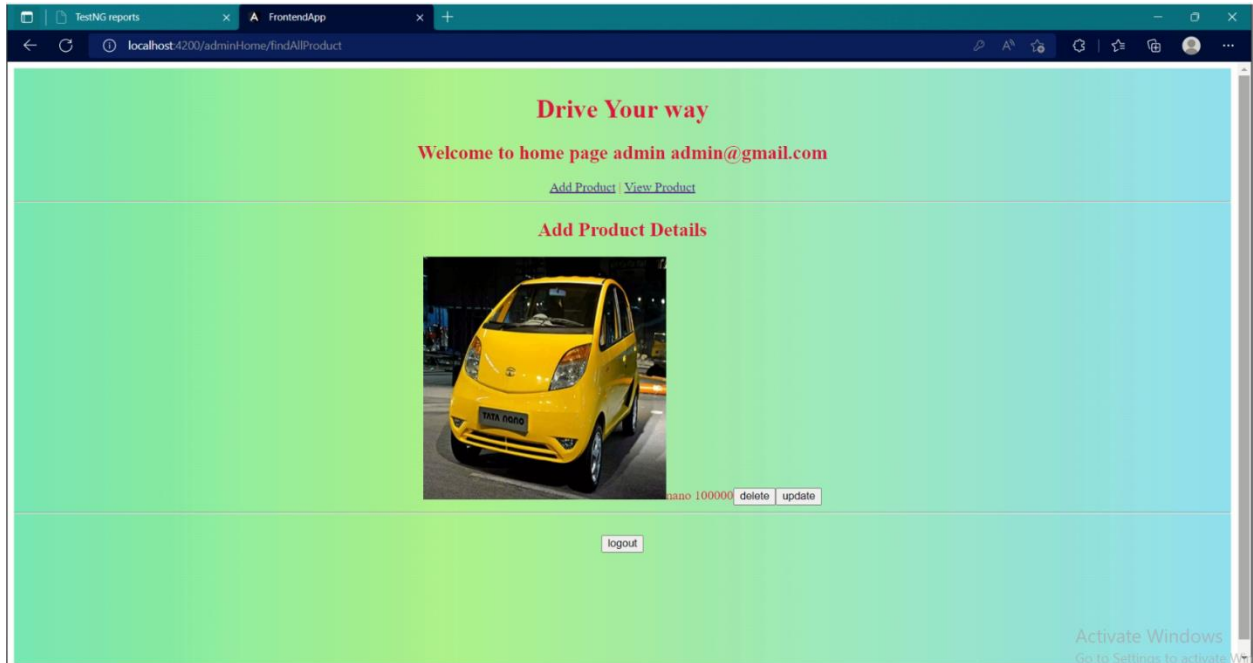 TestNG reports
FrontendApp
localhost:4200/adminHome/findAllProduct
Drive Your way
Welcome to home page admin admin@gmail.com
Add Product | View Product
Add Product Details
TATA nano
nano 100000 delete update
logout
Activate Windows
Go to Settings to activate